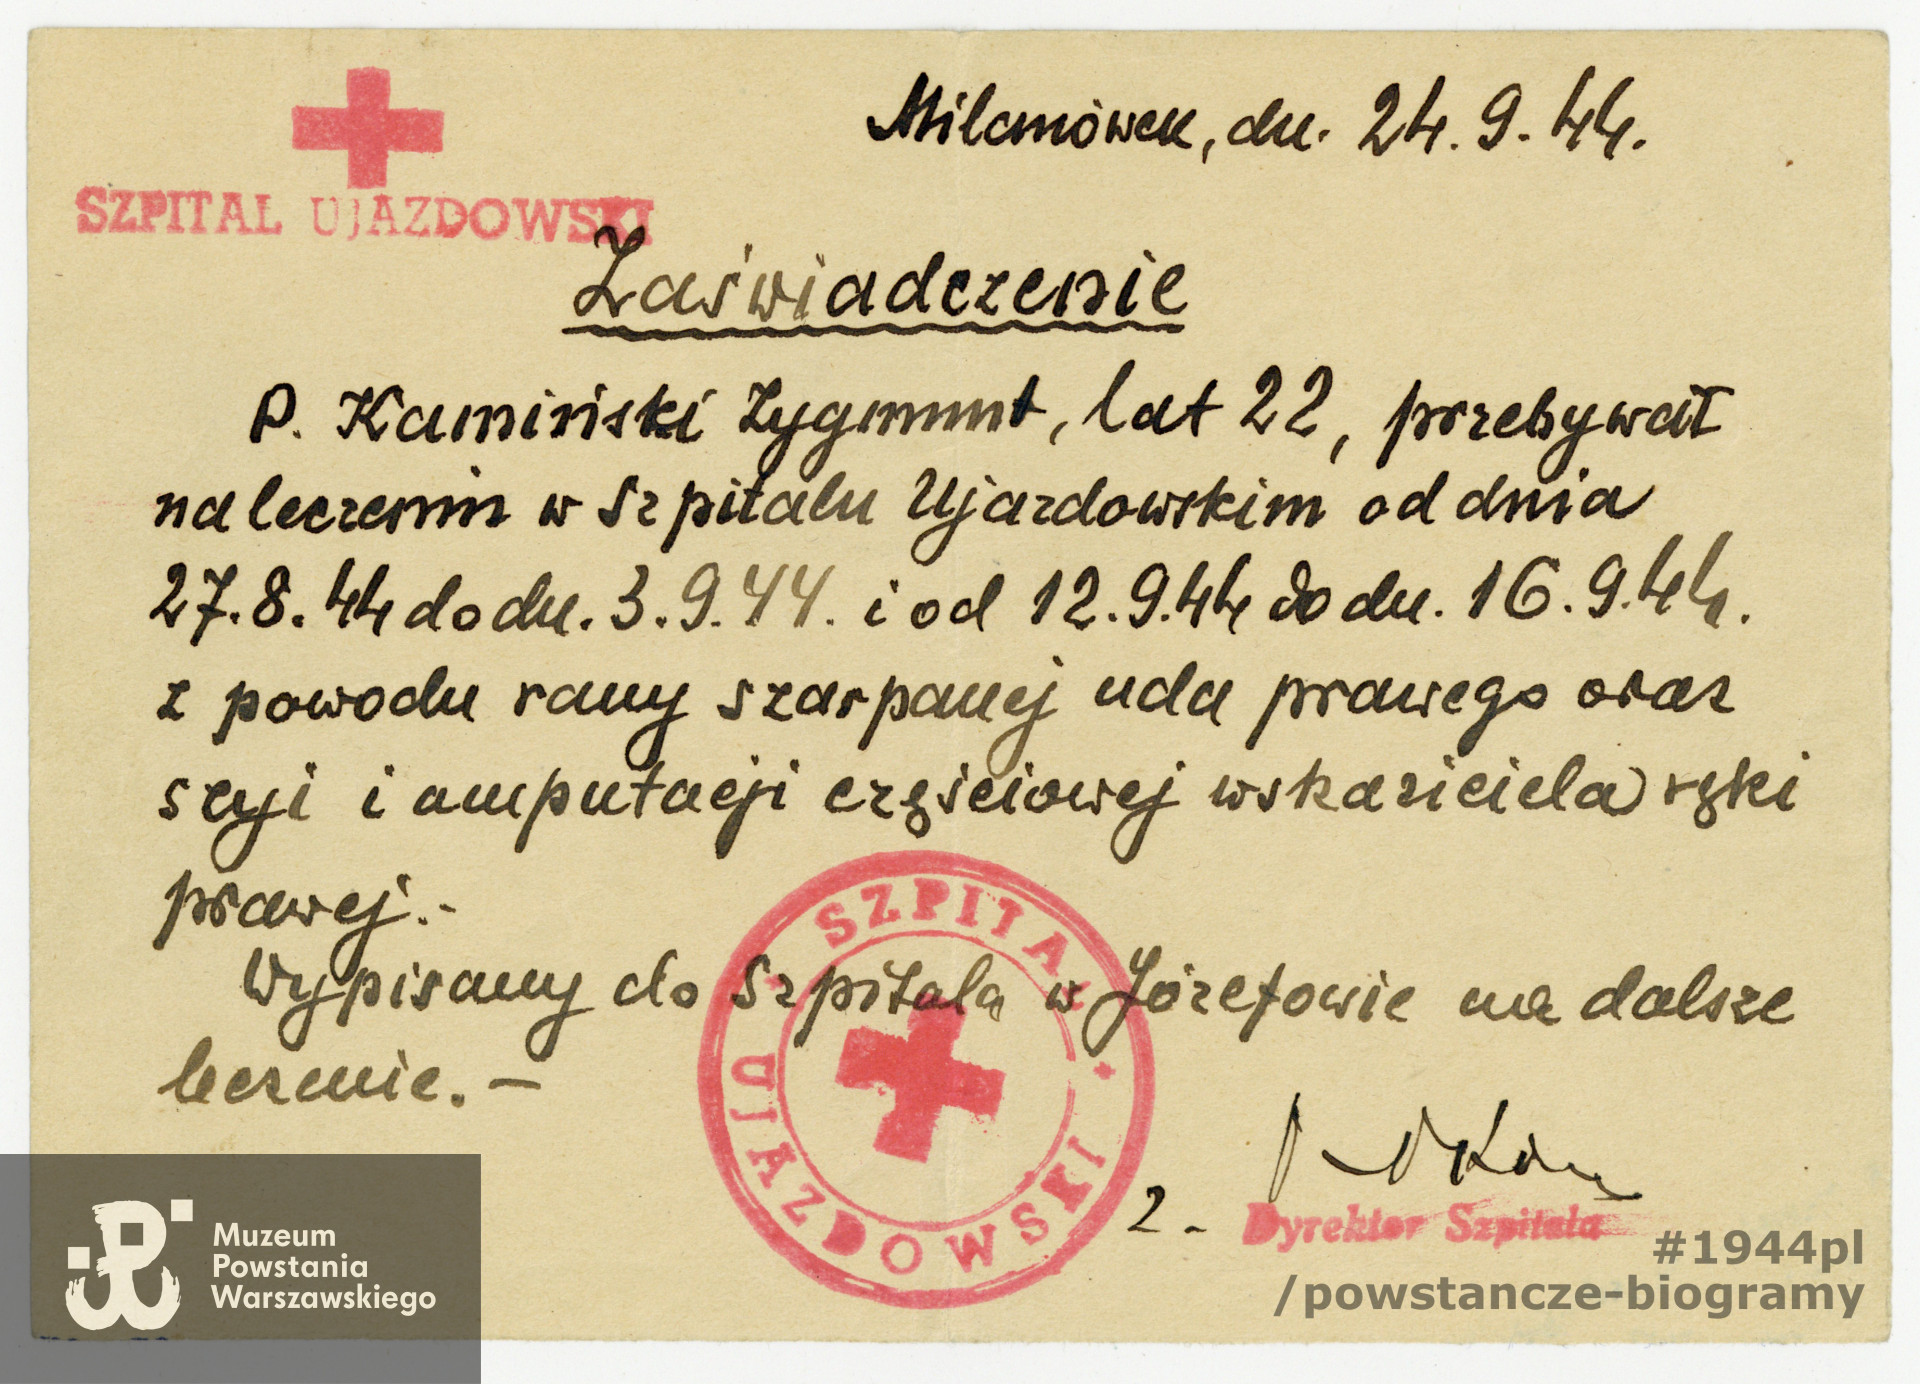 Milanówek, dn. 24.9.44.
SZPITAL UJAZDOWSKI
Zaświadczenie
P. Kamiński Zygmunt, lat 22, przebywał
na leczeniu w Szpitalu Ujazdowskim od dnia
27.8.44 do dn. 3.9.44. i od 12.9.44 do dn. 16.9.44.
z powodu rany szarpanej uda prawego oraz
szyi i amputacji częściowej wskaziciela ręki
prawej.-
Wypisany do Szpitala w Józefowie na dalsze
leczenie. —
SZPITAL UJAZDOWSKI
2.
Dyrektor Szpitala
Muzeum
Powstania
Warszawskiego
#1944pl
/powstancze-biogramy